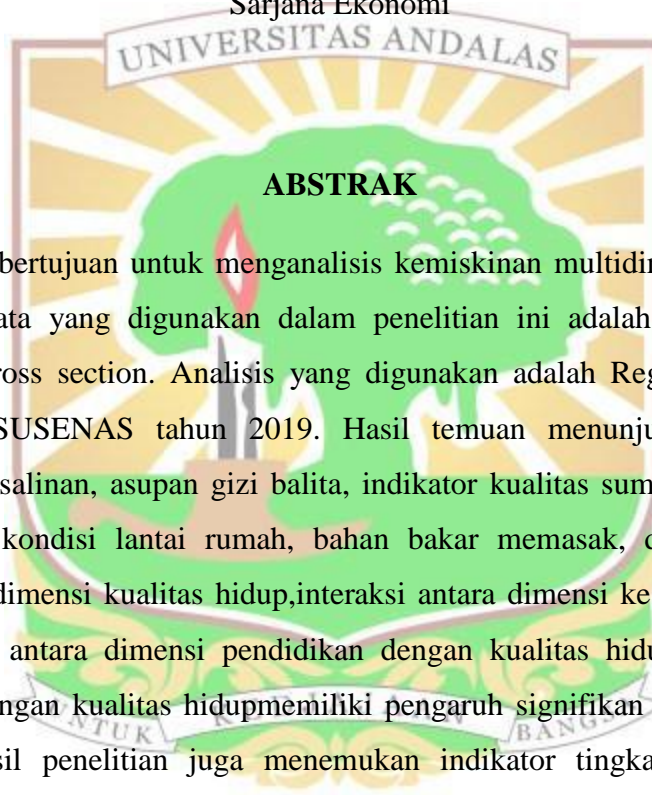 Sarjana Ekonomi
UNIVERSITAS ANDALAS
ABSTRAK
bertujuan untuk menganalisis kemiskinan multidi
ata yang digunakan dalam penelitian ini adalah
ross section. Analisis yang digunakan adalah Reg
SUSENAS tahun 2019. Hasil temuan menunju
salinan, asupan gizi balita, indikator kualitas sum
kondisi lantai rumah, bahan bakar memasak, d
dimensi kualitas hidup,interaksi antara dimensi ke
antara dimensi pendidikan dengan kualitas hidu
ngan kualitas hidupmemiliki pengaruh signifikan
UNTUK BANGSA
sil penelitian juga menemukan indikator tingka